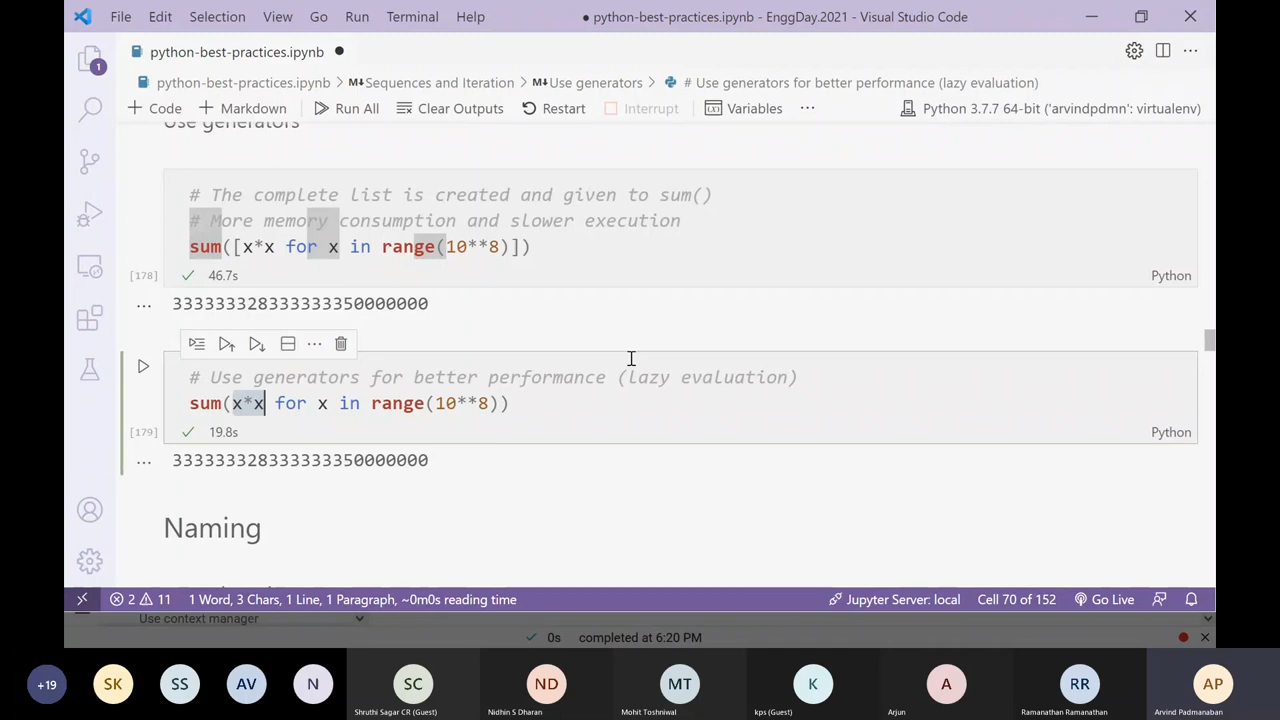 File Edit Selection View Go Run Terminal Help
● python-best-practices.ipynb - EnggDay.2021 - Visual Studio Code
python-best-practices.ipynb ●
python-best-practices.ipynb > M↓Sequences and Iteration > M↓Use generators > # Use generators for better performance (lazy evaluation)
+ Code + Markdown Run All Clear Outputs Restart Interrupt Variables ··· Python 3.7.7 64-bit ('arvindpdmn': virtualenv)
Use generators
# The complete list is created and given to sum()
# More memory consumption and slower execution
sum([x*x for x in range(10**8)])
[178] ✓ 46.7s Python
··· 333333328333333350000000
# Use generators for better performance (lazy evaluation)
sum(x*x for x in range(10**8))
[179] ✓ 19.8s Python
··· 333333328333333350000000
Naming
1
2 11 1 Word, 3 Chars, 1 Line, 1 Paragraph, ~0m0s reading time Jupyter Server: local Cell 70 of 152 Go Live
Use context manager
✓ 0s completed at 6:20 PM
+19 SK SS AV N SC ND MT K A RR AP
Shruthi Sagar CR (Guest) Nidhin S Dharan Mohit Toshniwal kps (Guest) Arjun Ramanathan Ramanathan Arvind Padmanaban